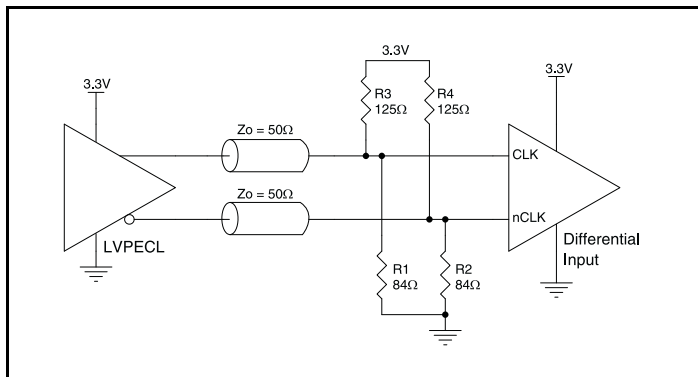 3.3V
3.3V
3.3V
R3
125Ω
R4
125Ω
Zo = 50Ω
CLK
Zo = 50Ω
nCLK
LVPECL
Differential
Input
R1
84Ω
R2
84Ω